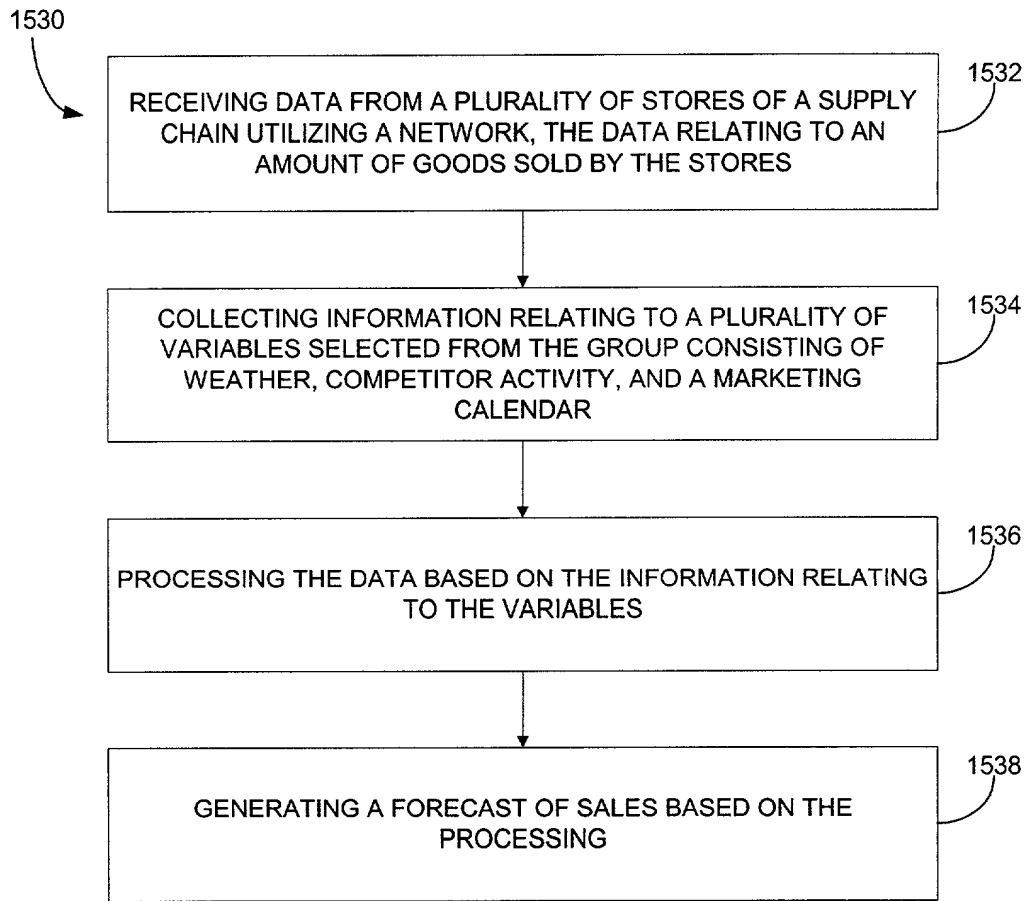 1530
1532
RECEIVING DATA FROM A PLURALITY OF STORES OF A SUPPLY
CHAIN UTILIZING A NETWORK, THE DATA RELATING TO AN
AMOUNT OF GOODS SOLD BY THE STORES
1534
COLLECTING INFORMATION RELATING TO A PLURALITY OF
VARIABLES SELECTED FROM THE GROUP CONSISTING OF
WEATHER, COMPETITOR ACTIVITY, AND A MARKETING
CALENDAR
1536
PROCESSING THE DATA BASED ON THE INFORMATION RELATING
TO THE VARIABLES
1538
GENERATING A FORECAST OF SALES BASED ON THE
PROCESSING